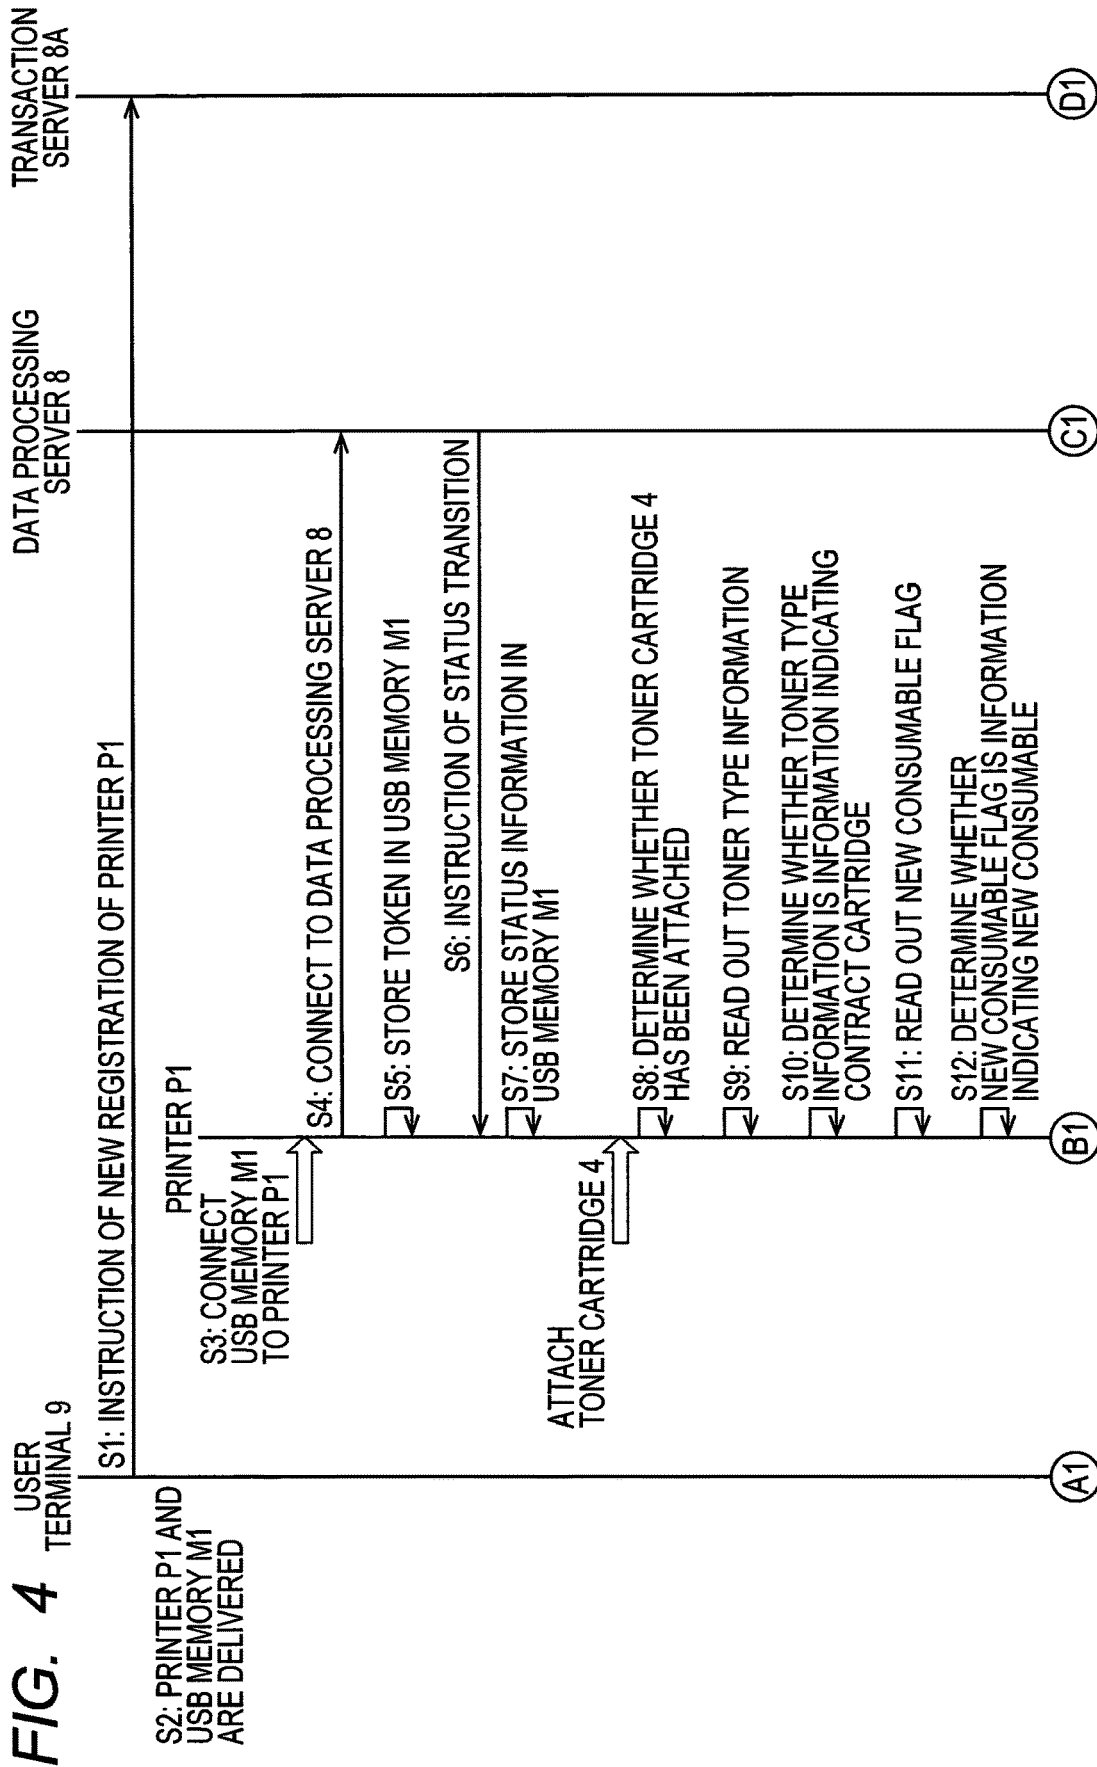 FIG. 4
USER
TERMINAL 9
DATA PROCESSING
SERVER 8
TRANSACTION
SERVER 8A
S1: INSTRUCTION OF NEW REGISTRATION OF PRINTER P1
S2: PRINTER P1 AND
USB MEMORY M1
ARE DELIVERED
PRINTER P1
S3: CONNECT
USB MEMORY M1
TO PRINTER P1
S4: CONNECT TO DATA PROCESSING SERVER 8
S5: STORE TOKEN IN USB MEMORY M1
S6: INSTRUCTION OF STATUS TRANSITION
S7: STORE STATUS INFORMATION IN
USB MEMORY M1
ATTACH
TONER CARTRIDGE 4
S8: DETERMINE WHETHER TONER CARTRIDGE 4
HAS BEEN ATTACHED
S9: READ OUT TONER TYPE INFORMATION
S10: DETERMINE WHETHER TONER TYPE
INFORMATION IS INFORMATION INDICATING
CONTRACT CARTRIDGE
S11: READ OUT NEW CONSUMABLE FLAG
S12: DETERMINE WHETHER
NEW CONSUMABLE FLAG IS INFORMATION
INDICATING NEW CONSUMABLE
A1
B1
C1
D1